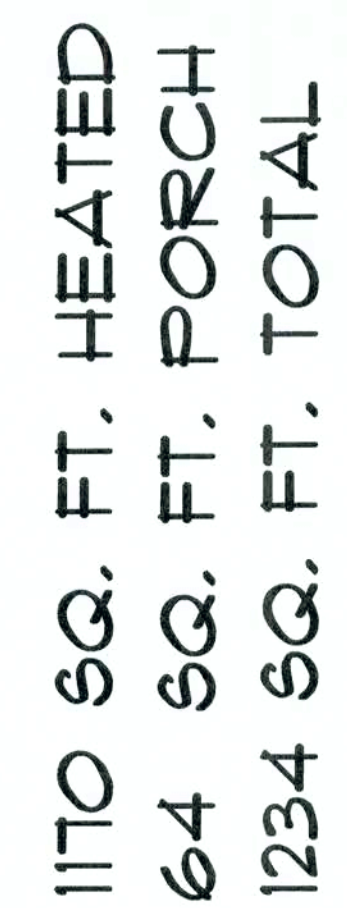 1170 SQ. FT. HEATED
64 SQ. FT. PORCH
1234 SQ. FT. TOTAL